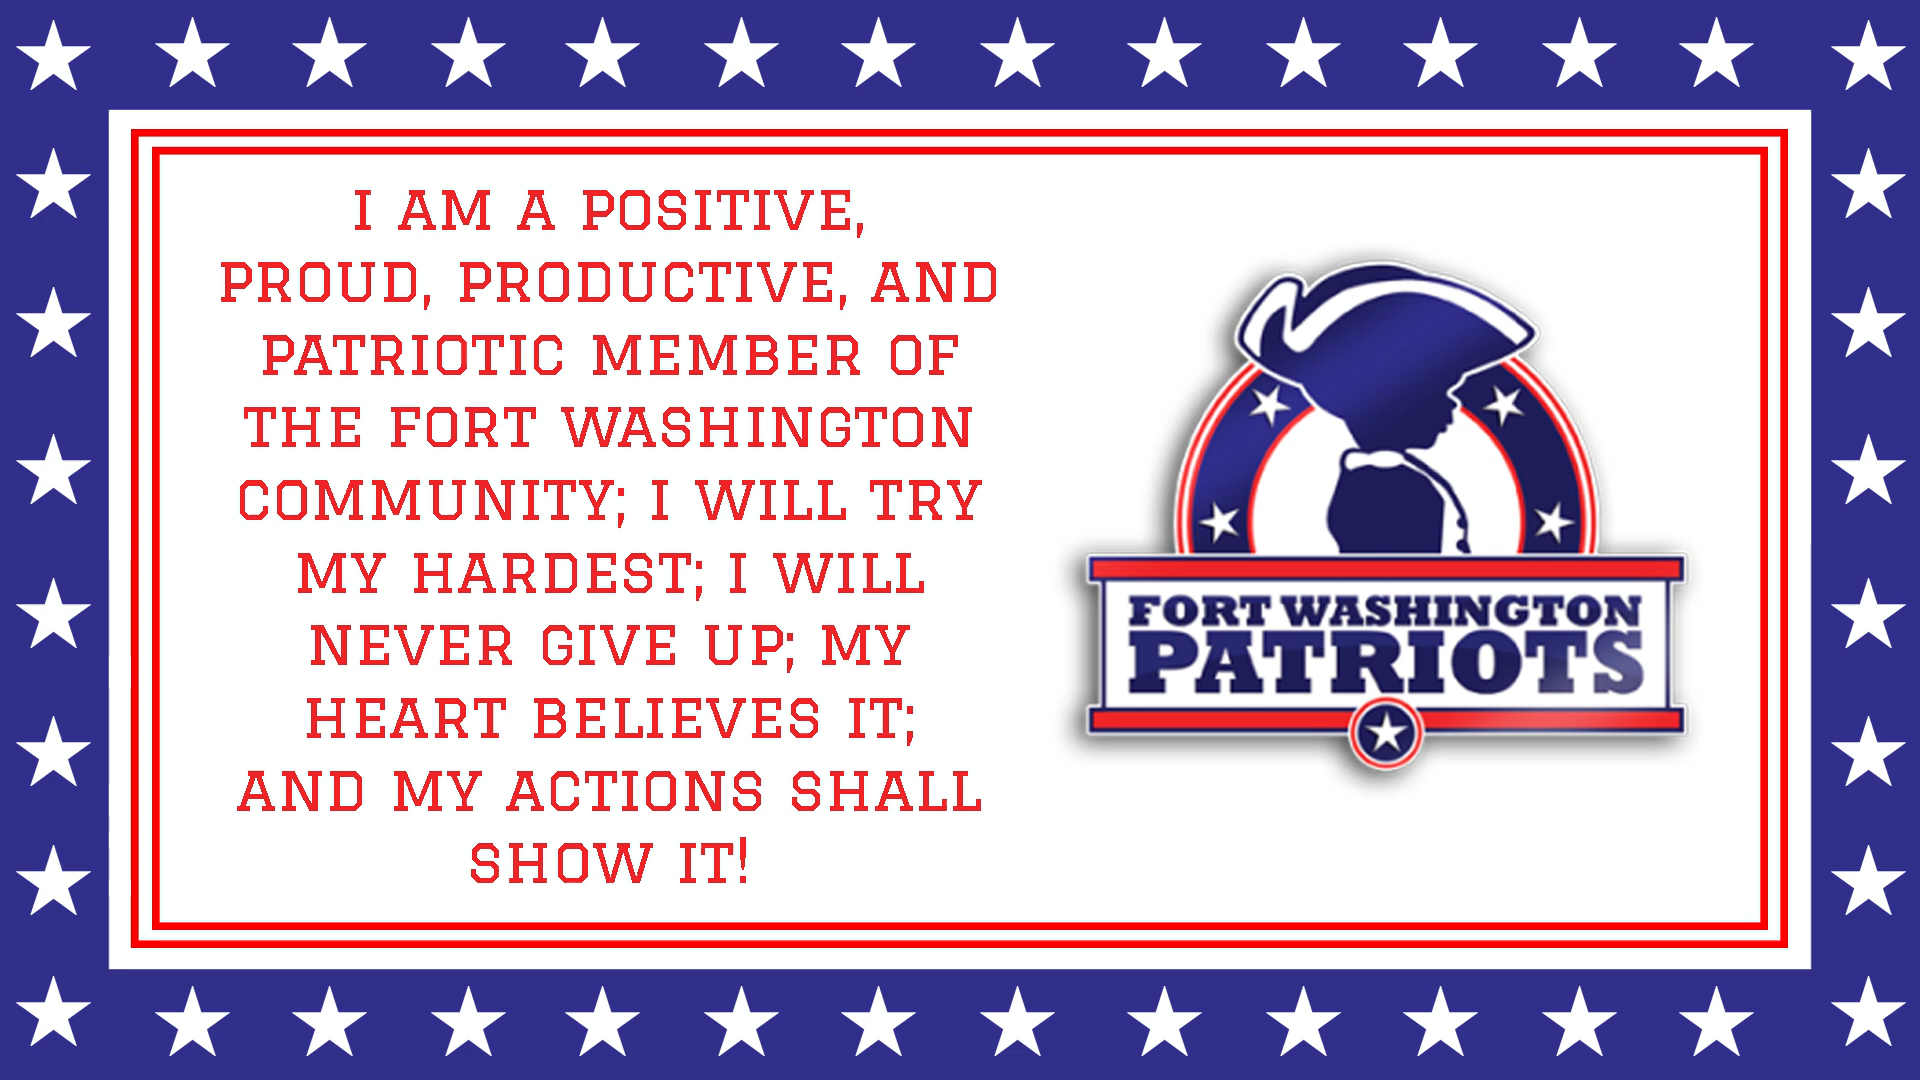 I AM A POSITIVE,
PROUD, PRODUCTIVE, AND
PATRIOTIC MEMBER OF
THE FORT WASHINGTON
COMMUNITY; I WILL TRY
MY HARDEST; I WILL
NEVER GIVE UP; MY
HEART BELIEVES IT;
AND MY ACTIONS SHALL
SHOW IT!
FORT WASHINGTON
PATRIOTS